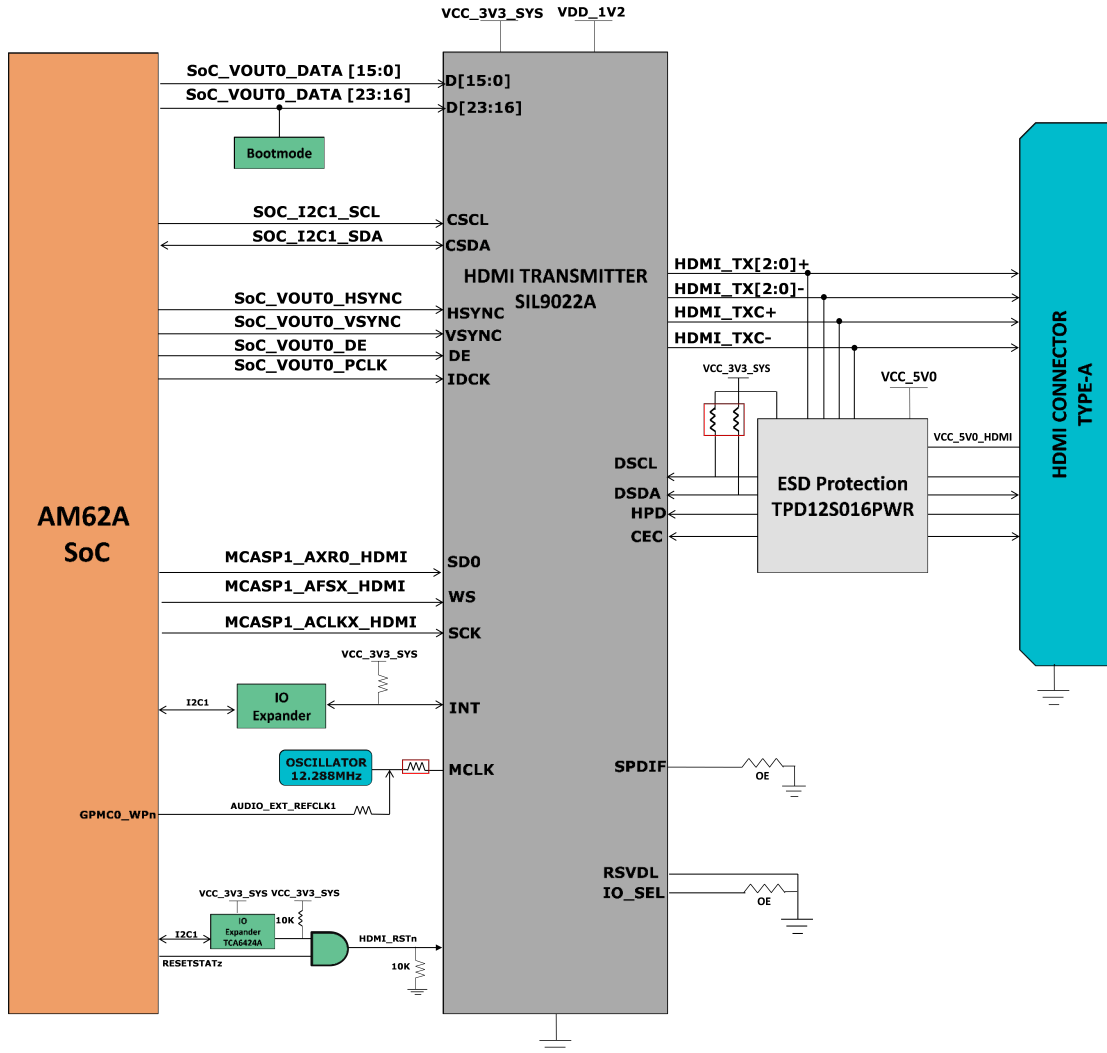 VCC_3V3_SYS
VDD_1V2
SoC_VOUT0_DATA [15:0]
D[15:0]
SoC_VOUT0_DATA [23:16]
D[23:16]
Bootmode
SOC_I2C1_SCL
CSCL
SOC_I2C1_SDA
CSDA
HDMI TRANSMITTER
SIL9022A
HDMI_TX[2:0]+
HDMI_TX[2:0]-
HDMI_TXC+
HDMI_TXC-
SoC_VOUT0_HSYNC
HSYNC
SoC_VOUT0_VSYNC
VSYNC
SoC_VOUT0_DE
DE
SoC_VOUT0_PCLK
IDCK
VCC_3V3_SYS
VCC_5V0
HDMI CONNECTOR
TYPE-A
VCC_5V0_HDMI
DSCL
DSDA
HPD
CEC
ESD Protection
TPD12S016PWR
AM62A
SoC
MCASP1_AXR0_HDMI
SD0
MCASP1_AFSX_HDMI
WS
MCASP1_ACLKX_HDMI
SCK
VCC_3V3_SYS
I2C1
IO
Expander
INT
OSCILLATOR
12.288MHz
MCLK
SPDIF
OE
GPMC0_WPn
AUDIO_EXT_REFCLK1
RSVDL
IO_SEL
OE
VCC_3V3_SYS
VCC_3V3_SYS
I2C1
IO
Expander
TCA6424A
10K
HDMI_RSTn
RESETSTATz
10K